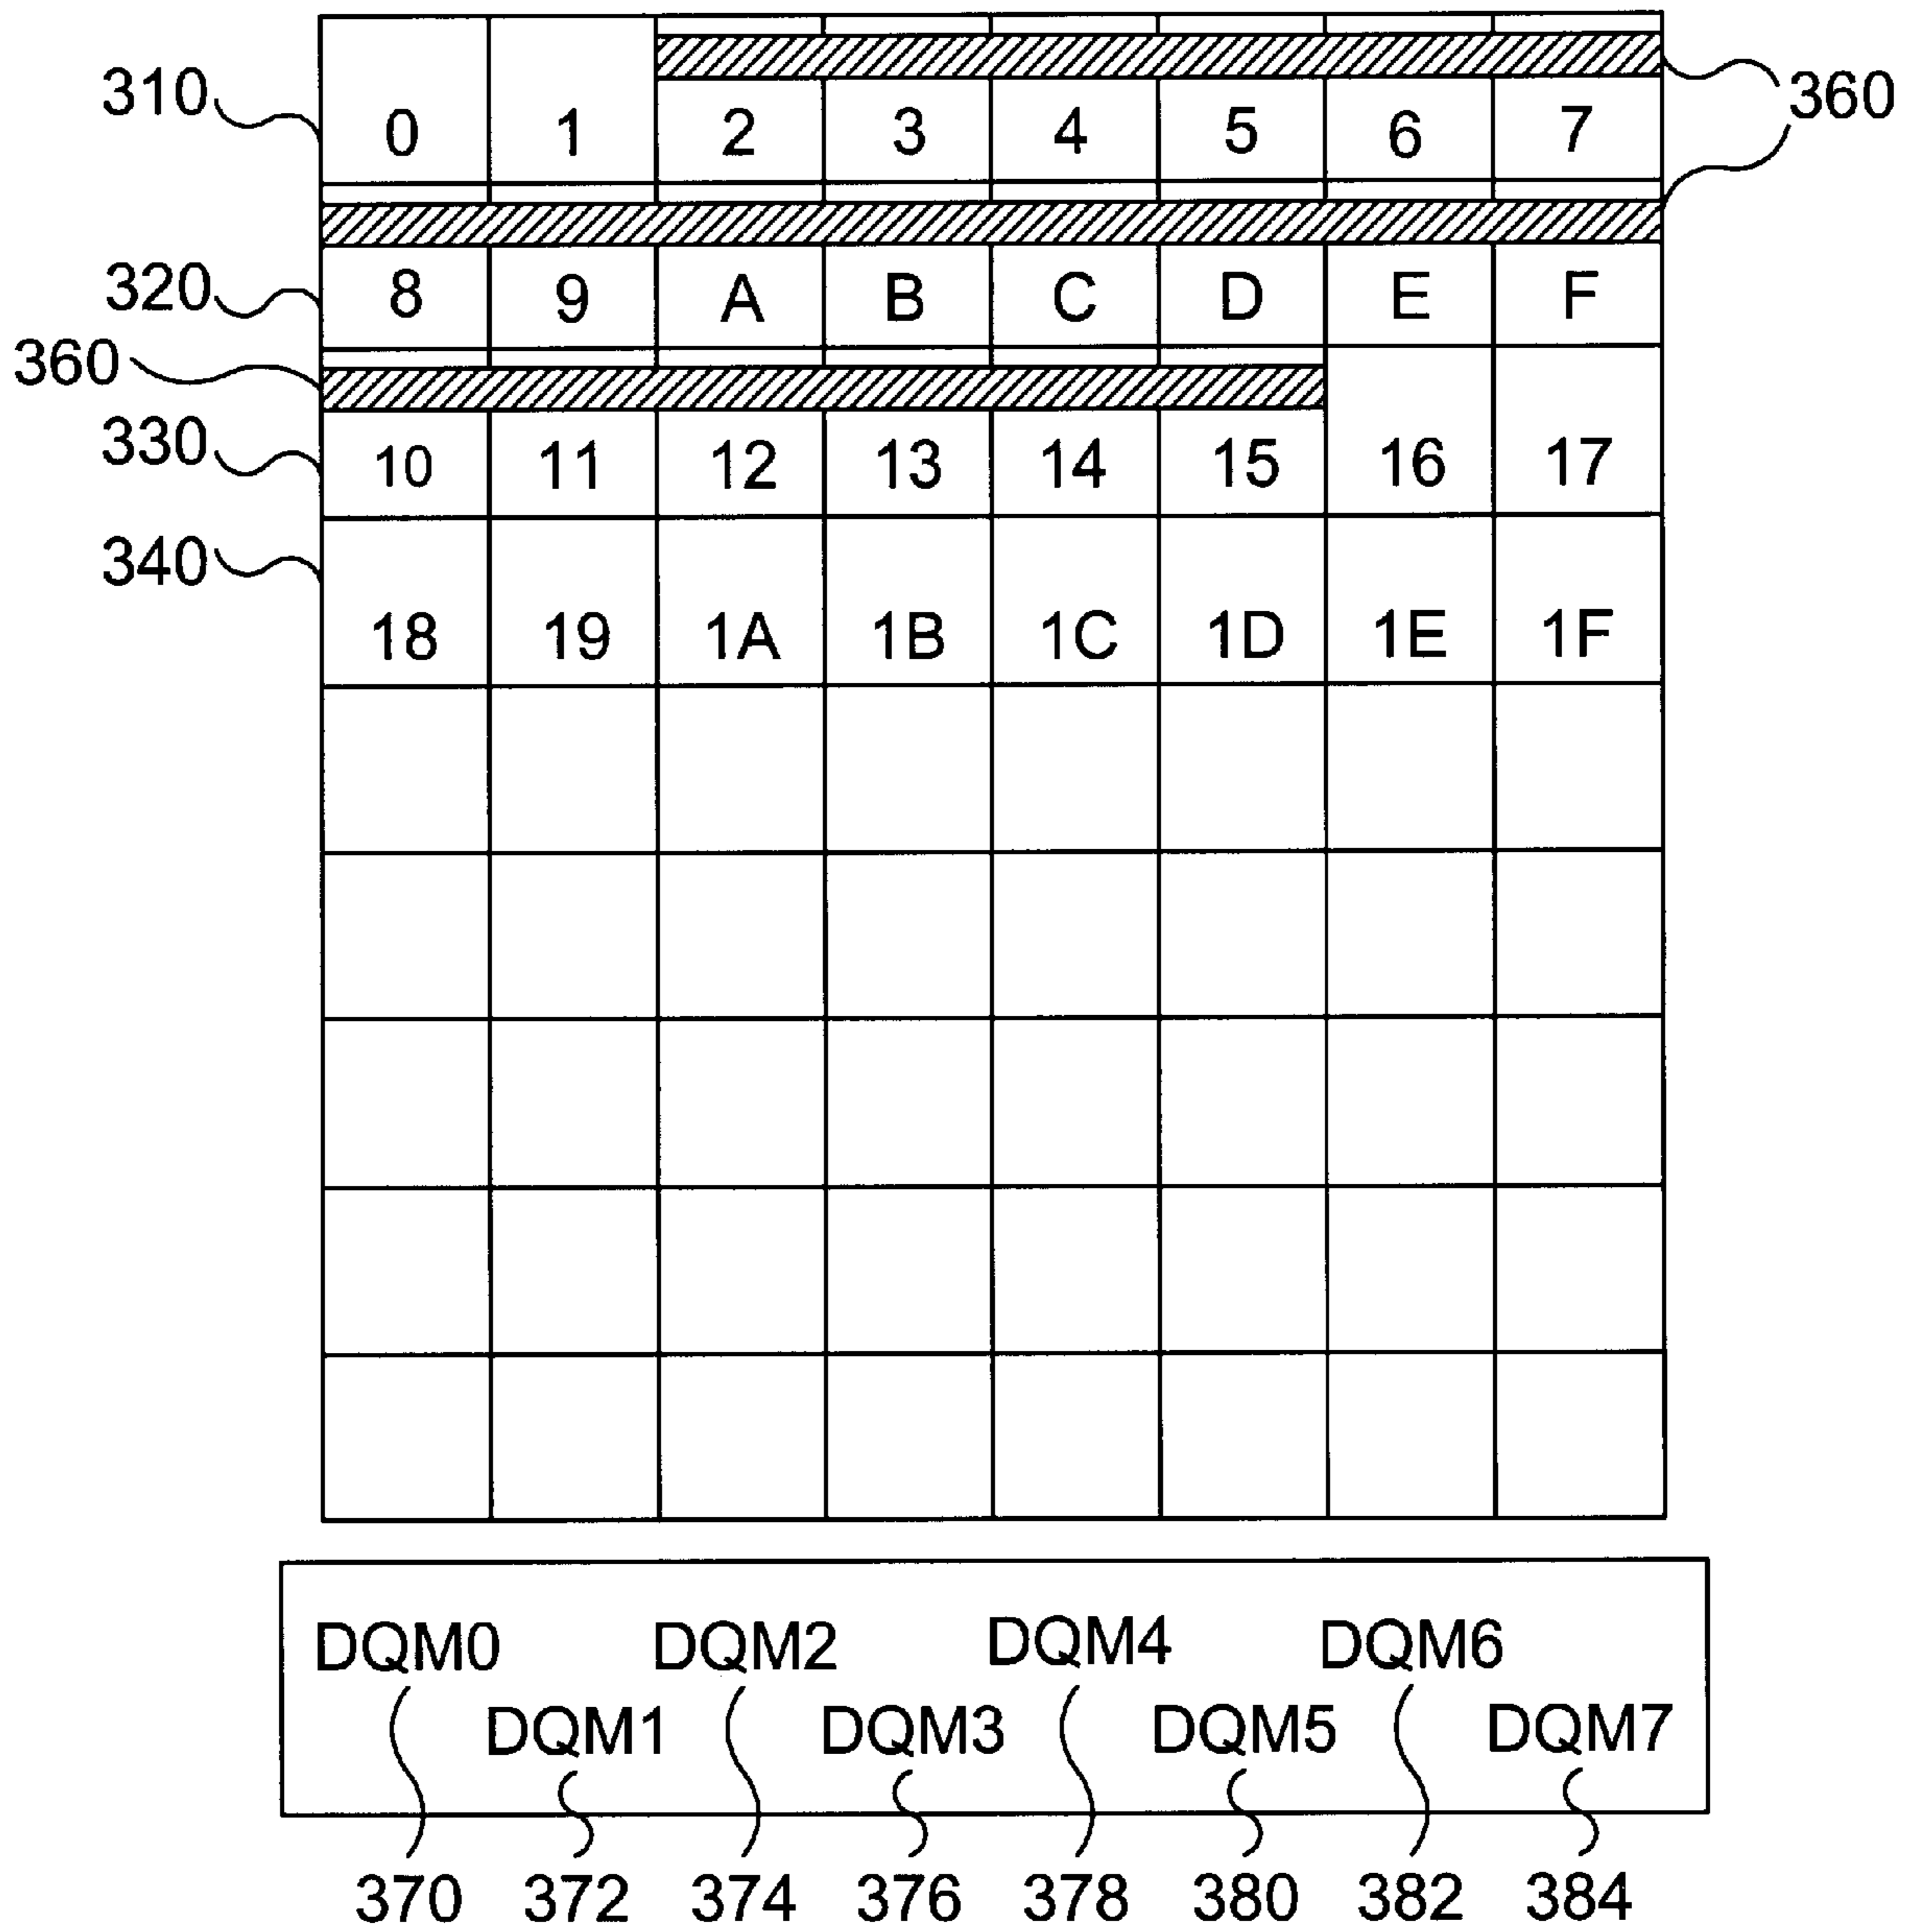 310 0 1 2 3 4 5 6 7 360
320 8 9 A B C D E F
360
330 10 11 12 13 14 15 16 17
340
18 19 1A 1B 1C 1D 1E 1F
DQM0 DQM2 DQM4 DQM6
DQM1 DQM3 DQM5 DQM7
370 372 374 376 378 380 382 384